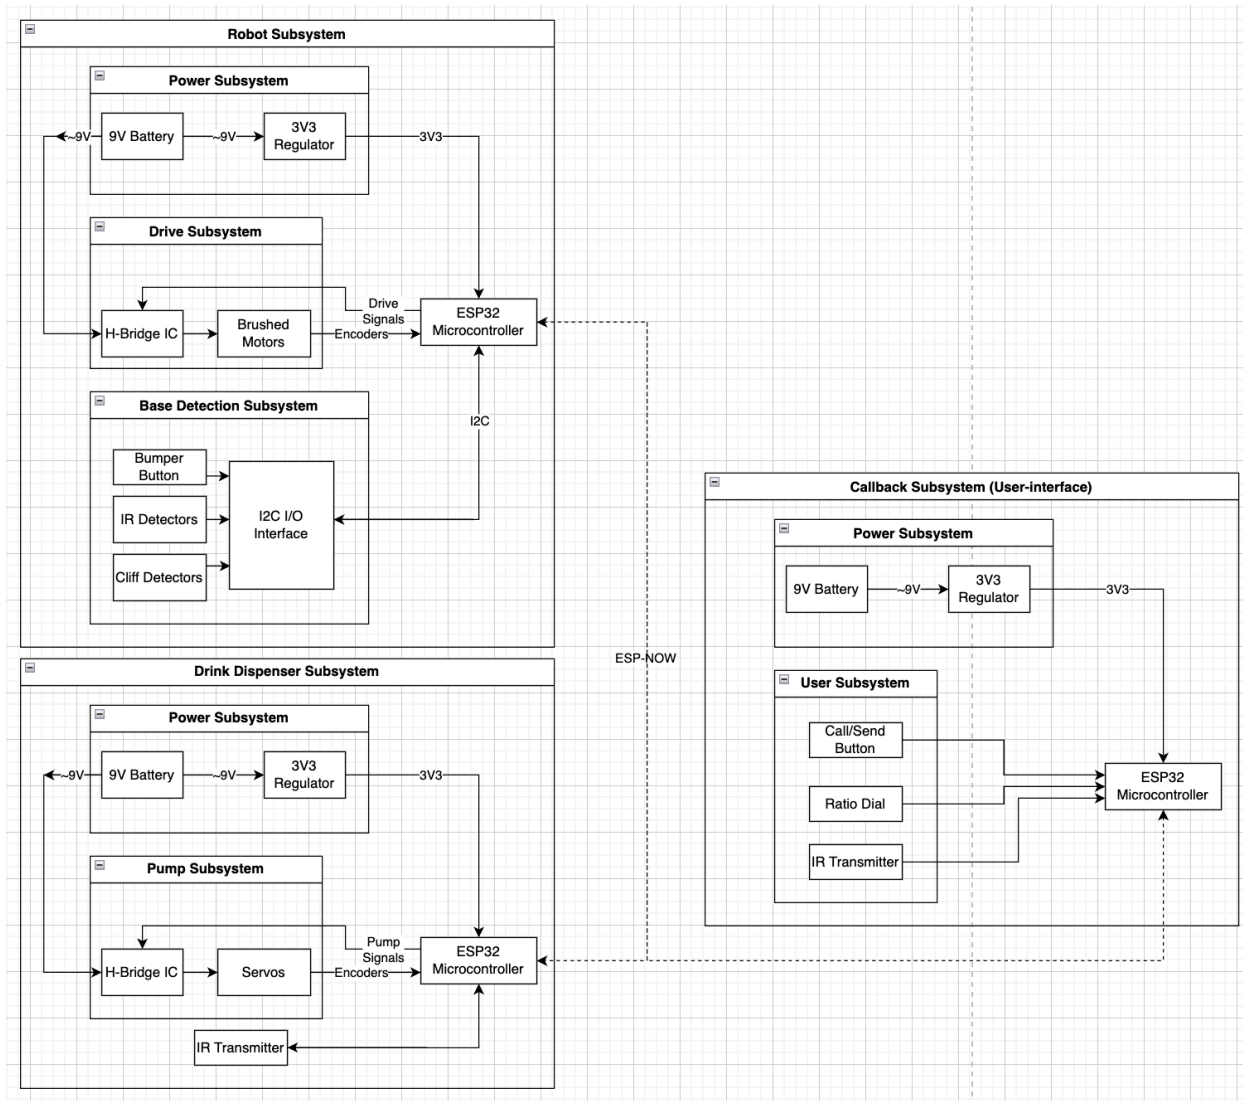 Robot Subsystem
Power Subsystem
~9V
9V Battery
~9V
3V3
Regulator
3V3
Drive Subsystem
Drive
Signals
H-Bridge IC
Brushed
Motors
Encoders
ESP32
Microcontroller
Base Detection Subsystem
I2C
Bumper
Button
IR Detectors
Cliff Detectors
I2C I/O
Interface
ESP-NOW
Drink Dispenser Subsystem
Power Subsystem
~9V
9V Battery
~9V
3V3
Regulator
3V3
Pump Subsystem
Pump
Signals
H-Bridge IC
Servos
Encoders
ESP32
Microcontroller
IR Transmitter
Callback Subsystem (User-interface)
Power Subsystem
9V Battery
~9V
3V3
Regulator
3V3
User Subsystem
Call/Send
Button
Ratio Dial
IR Transmitter
ESP32
Microcontroller